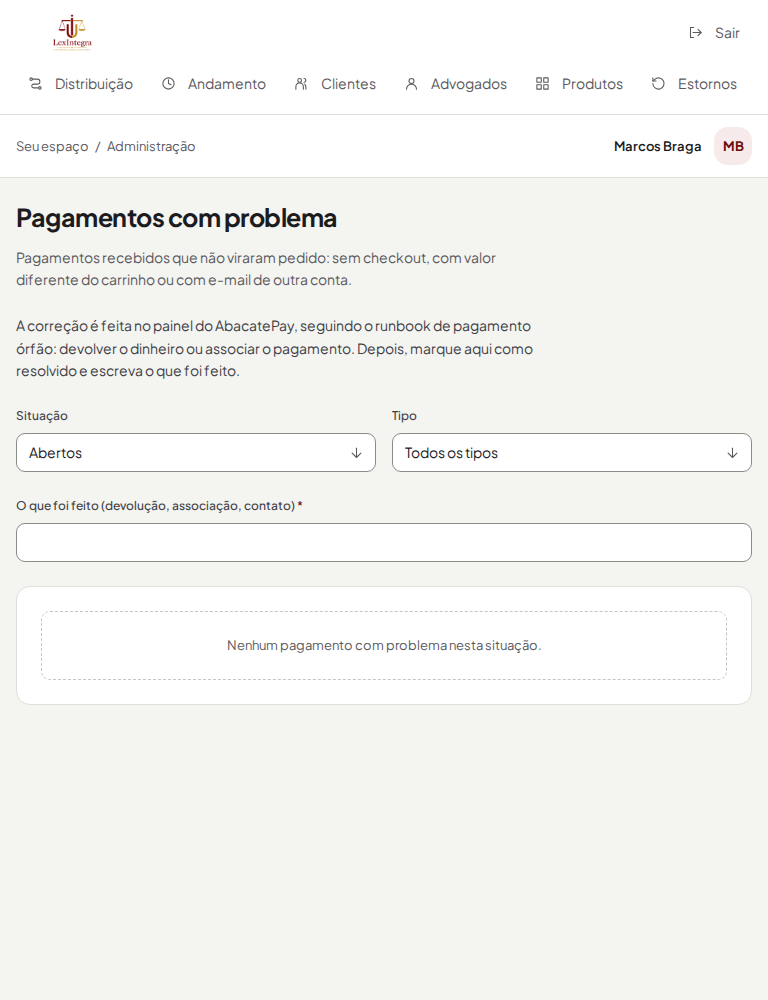 LexIntegra
Sair
Distribuição
Andamento
Clientes
Advogados
Produtos
Estornos
Seu espaço / Administração
Marcos Braga
MB
Pagamentos com problema
Pagamentos recebidos que não viraram pedido: sem checkout, com valor
diferente do carrinho ou com e-mail de outra conta.
A correção é feita no painel do AbacatePay, seguindo o runbook de pagamento
órfão: devolver o dinheiro ou associar o pagamento. Depois, marque aqui como
resolvido e escreva o que foi feito.
Situação
Tipo
Abertos
Todos os tipos
O que foi feito (devolução, associação, contato) *
Nenhum pagamento com problema nesta situação.